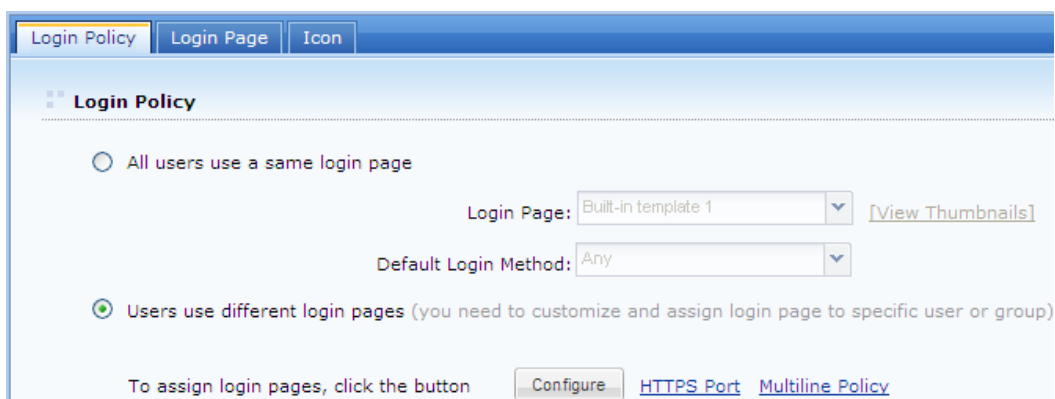 Login Policy Login Page Icon
Login Policy
All users use a same login page
Login Page: Built-in template 1 [View Thumbnails]
Default Login Method: Any
Users use different login pages (you need to customize and assign login page to specific user or group)
To assign login pages, click the button Configure HTTPS Port Multiline Policy